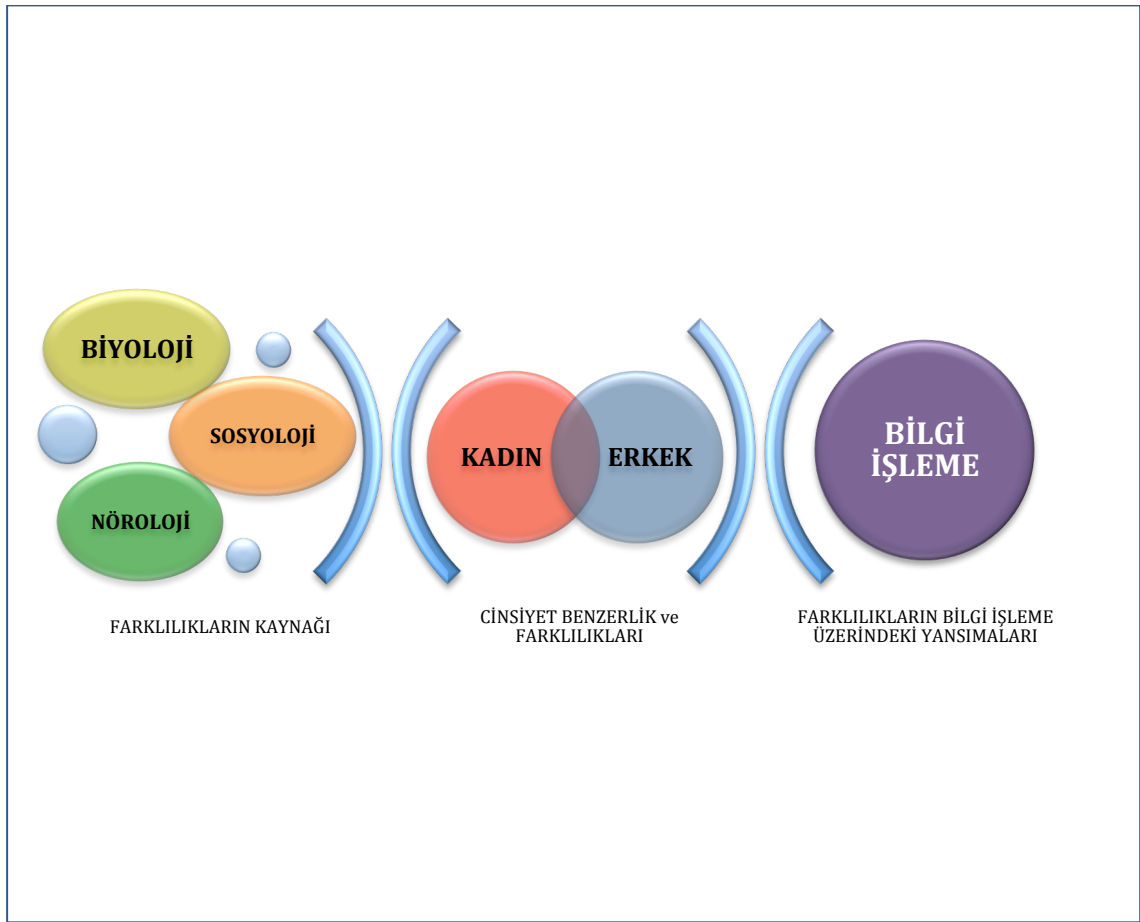 BİYOLOJİ
SOSYOLOJİ
NÖROLOJİ
FARKLILIKLARIN KAYNAĞI
KADIN
ERKEK
CİNSİYET BENZERLİK ve
FARKLILIKLARI
BİLGİ
İŞLEME
FARKLILIKLARIN BİLGİ İŞLEME
ÜZERİNDEKİ YANSIMALARI